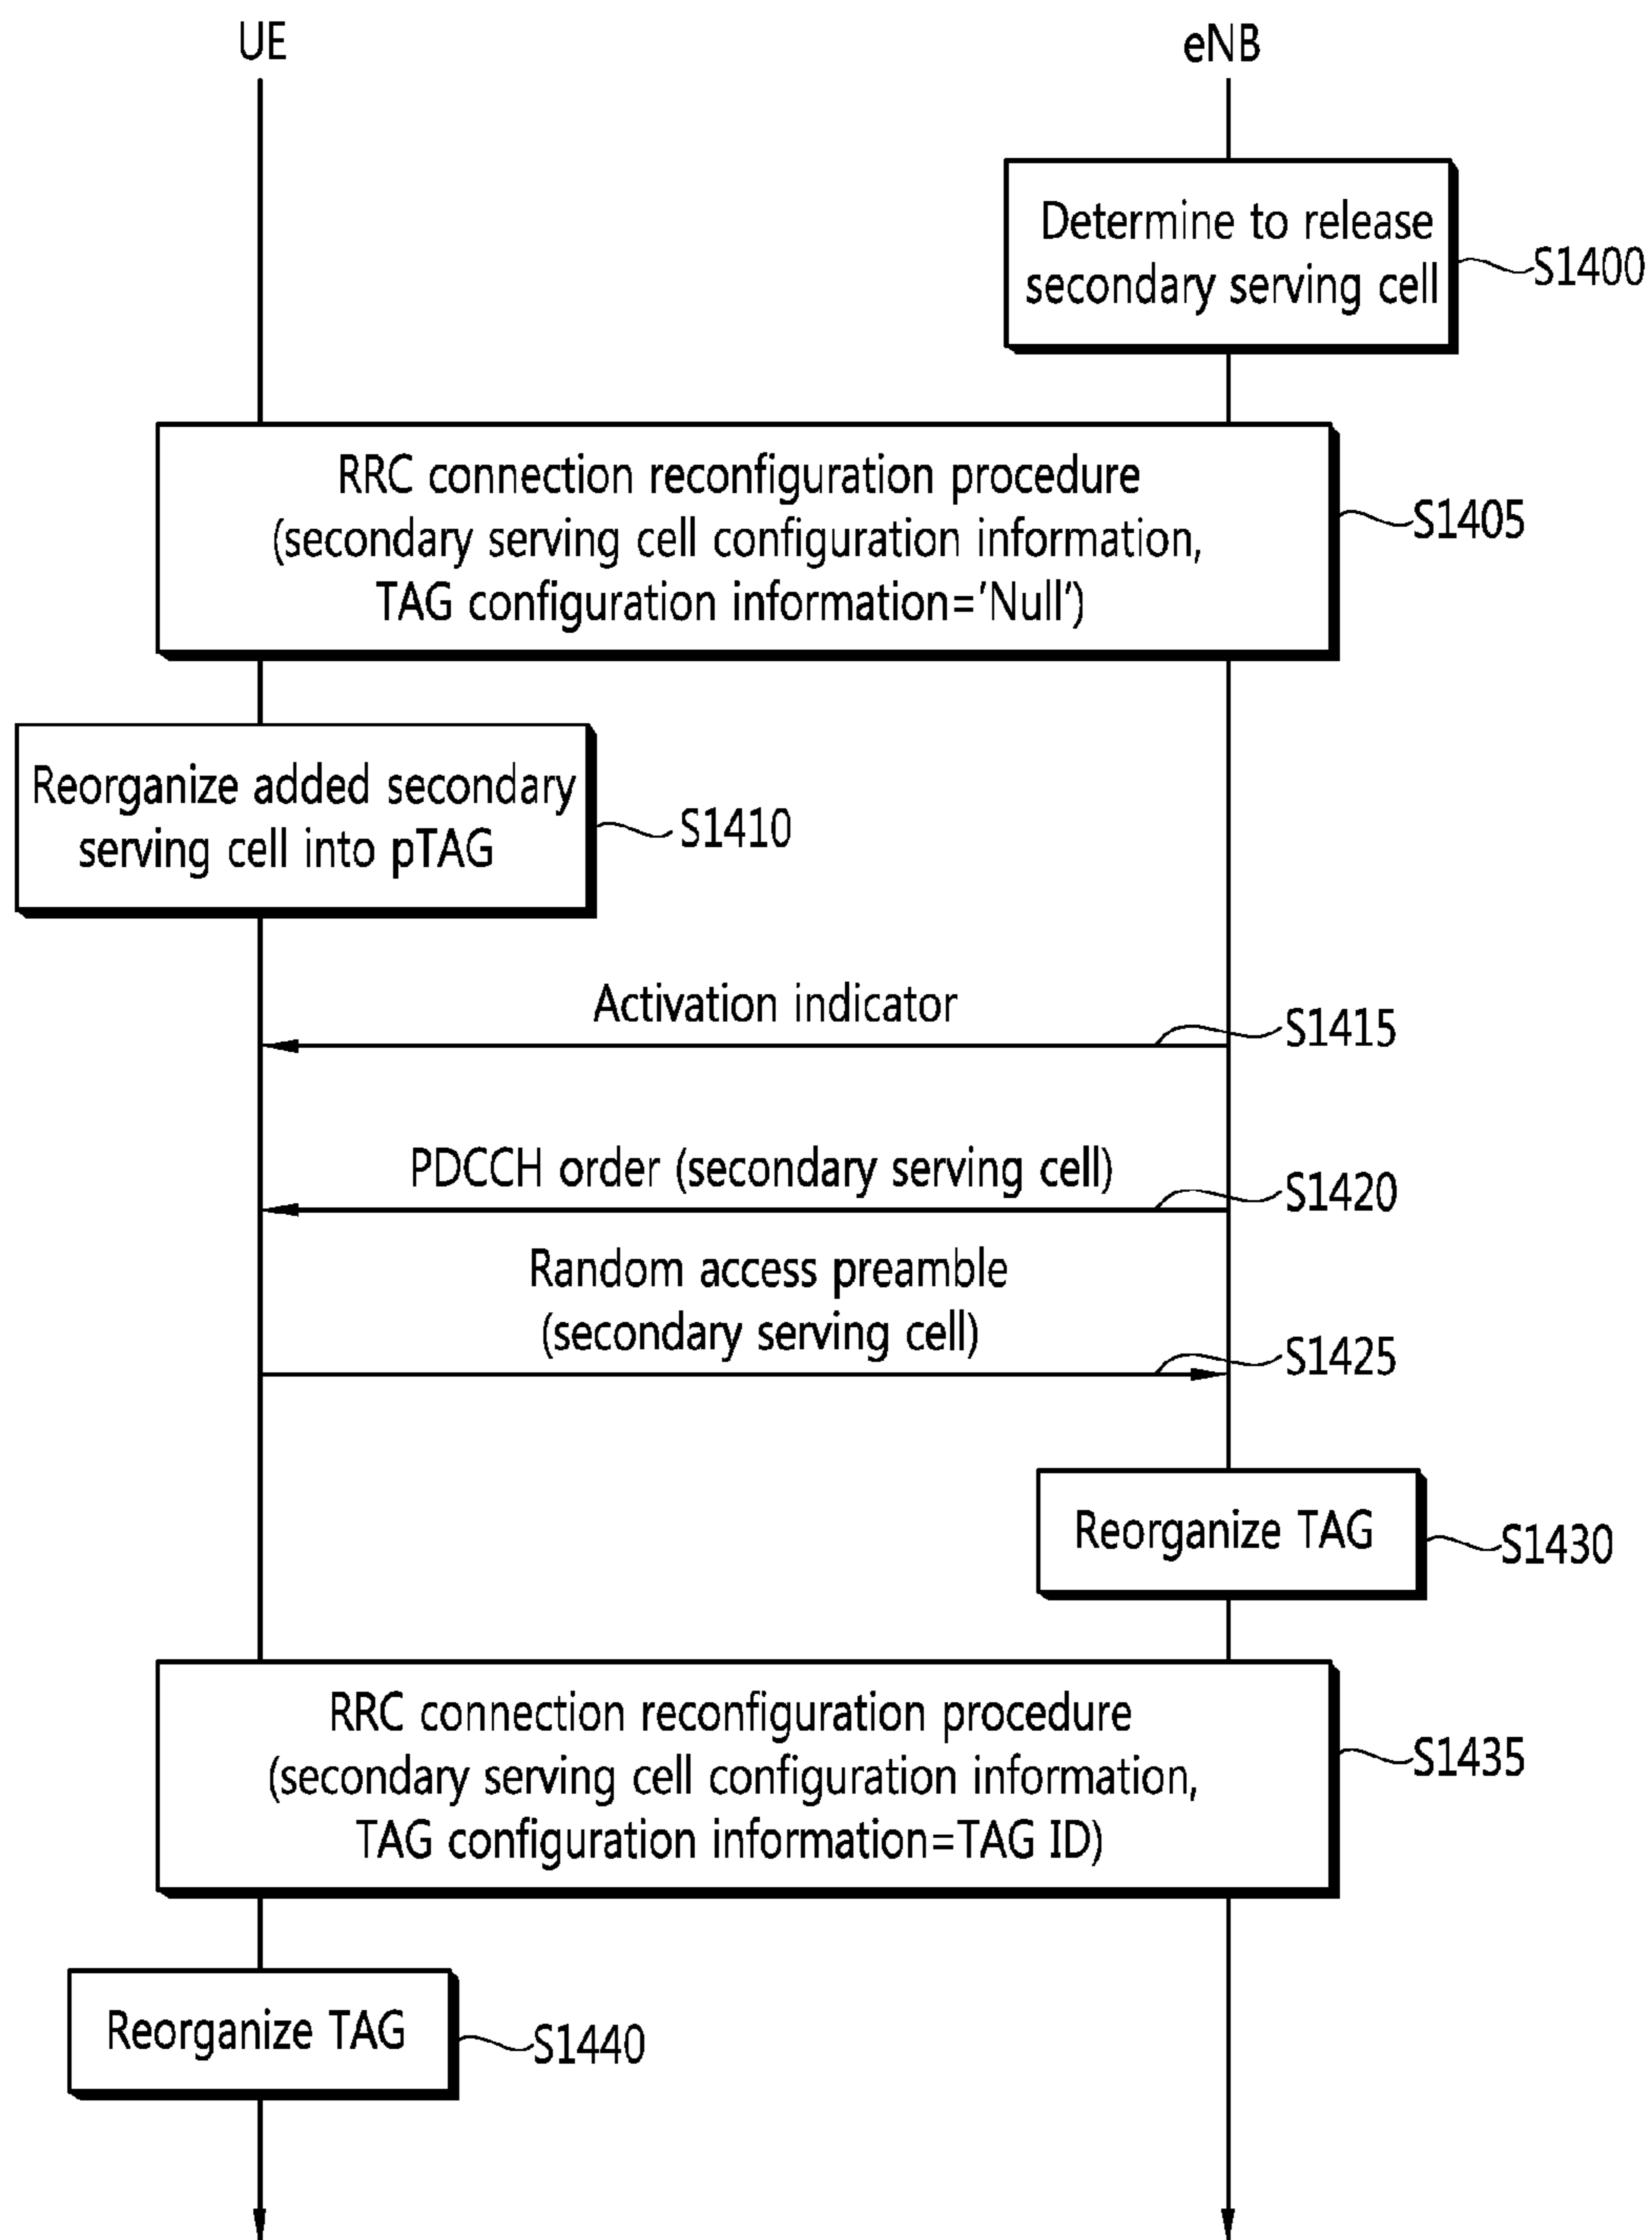 UE
eNB
Determine to release
secondary serving cell
S1400
RRC connection reconfiguration procedure
(secondary serving cell configuration information,
TAG configuration information='Null')
S1405
Reorganize added secondary
serving cell into pTAG
S1410
Activation indicator
S1415
PDCCH order (secondary serving cell)
S1420
Random access preamble
(secondary serving cell)
S1425
Reorganize TAG
S1430
RRC connection reconfiguration procedure
(secondary serving cell configuration information,
TAG configuration information=TAG ID)
S1435
Reorganize TAG
S1440